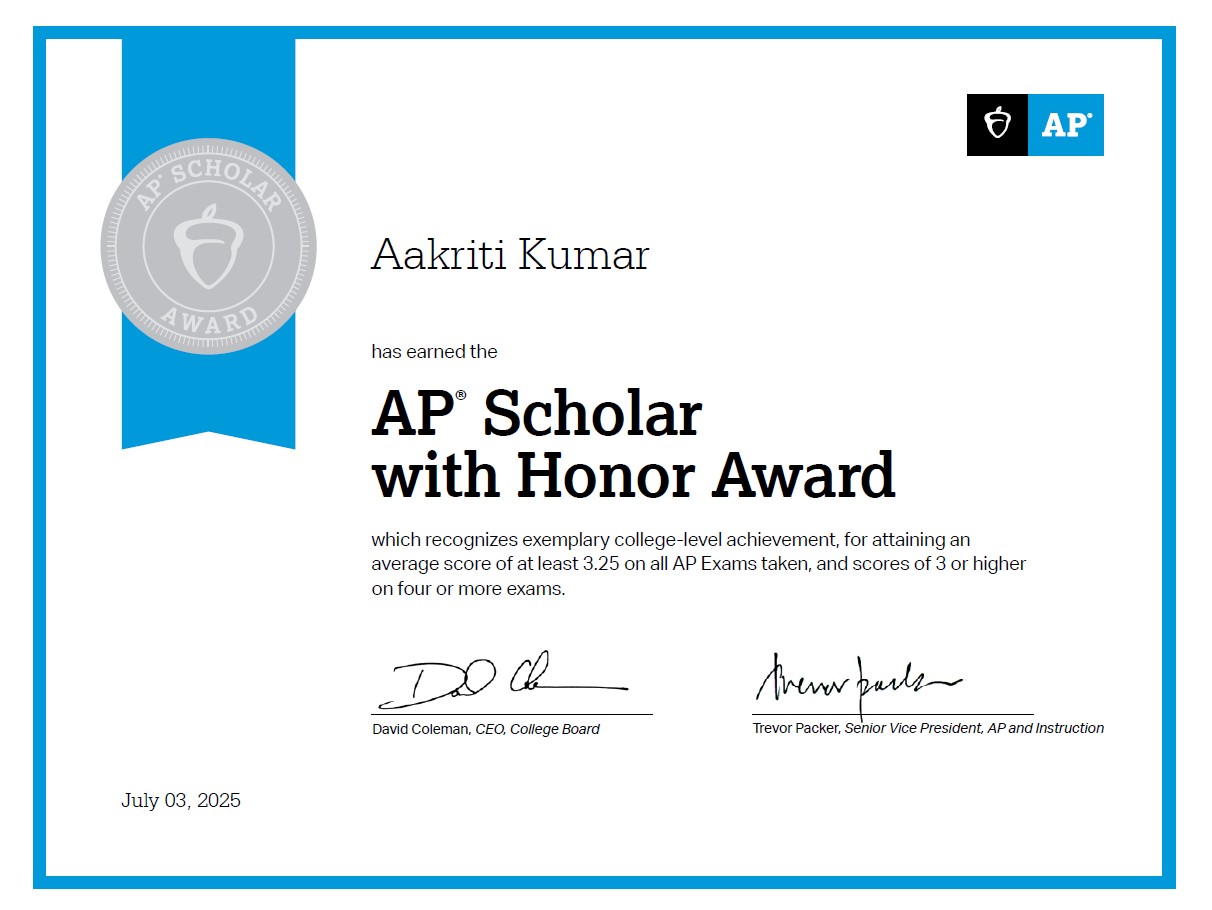 AP® SCHOLAR
AWARD
AP®
Aakriti Kumar
has earned the
AP® Scholar
with Honor Award
which recognizes exemplary college-level achievement, for attaining an
average score of at least 3.25 on all AP Exams taken, and scores of 3 or higher
on four or more exams.
David Coleman, CEO, College Board
Trevor Packer, Senior Vice President, AP and Instruction
July 03, 2025